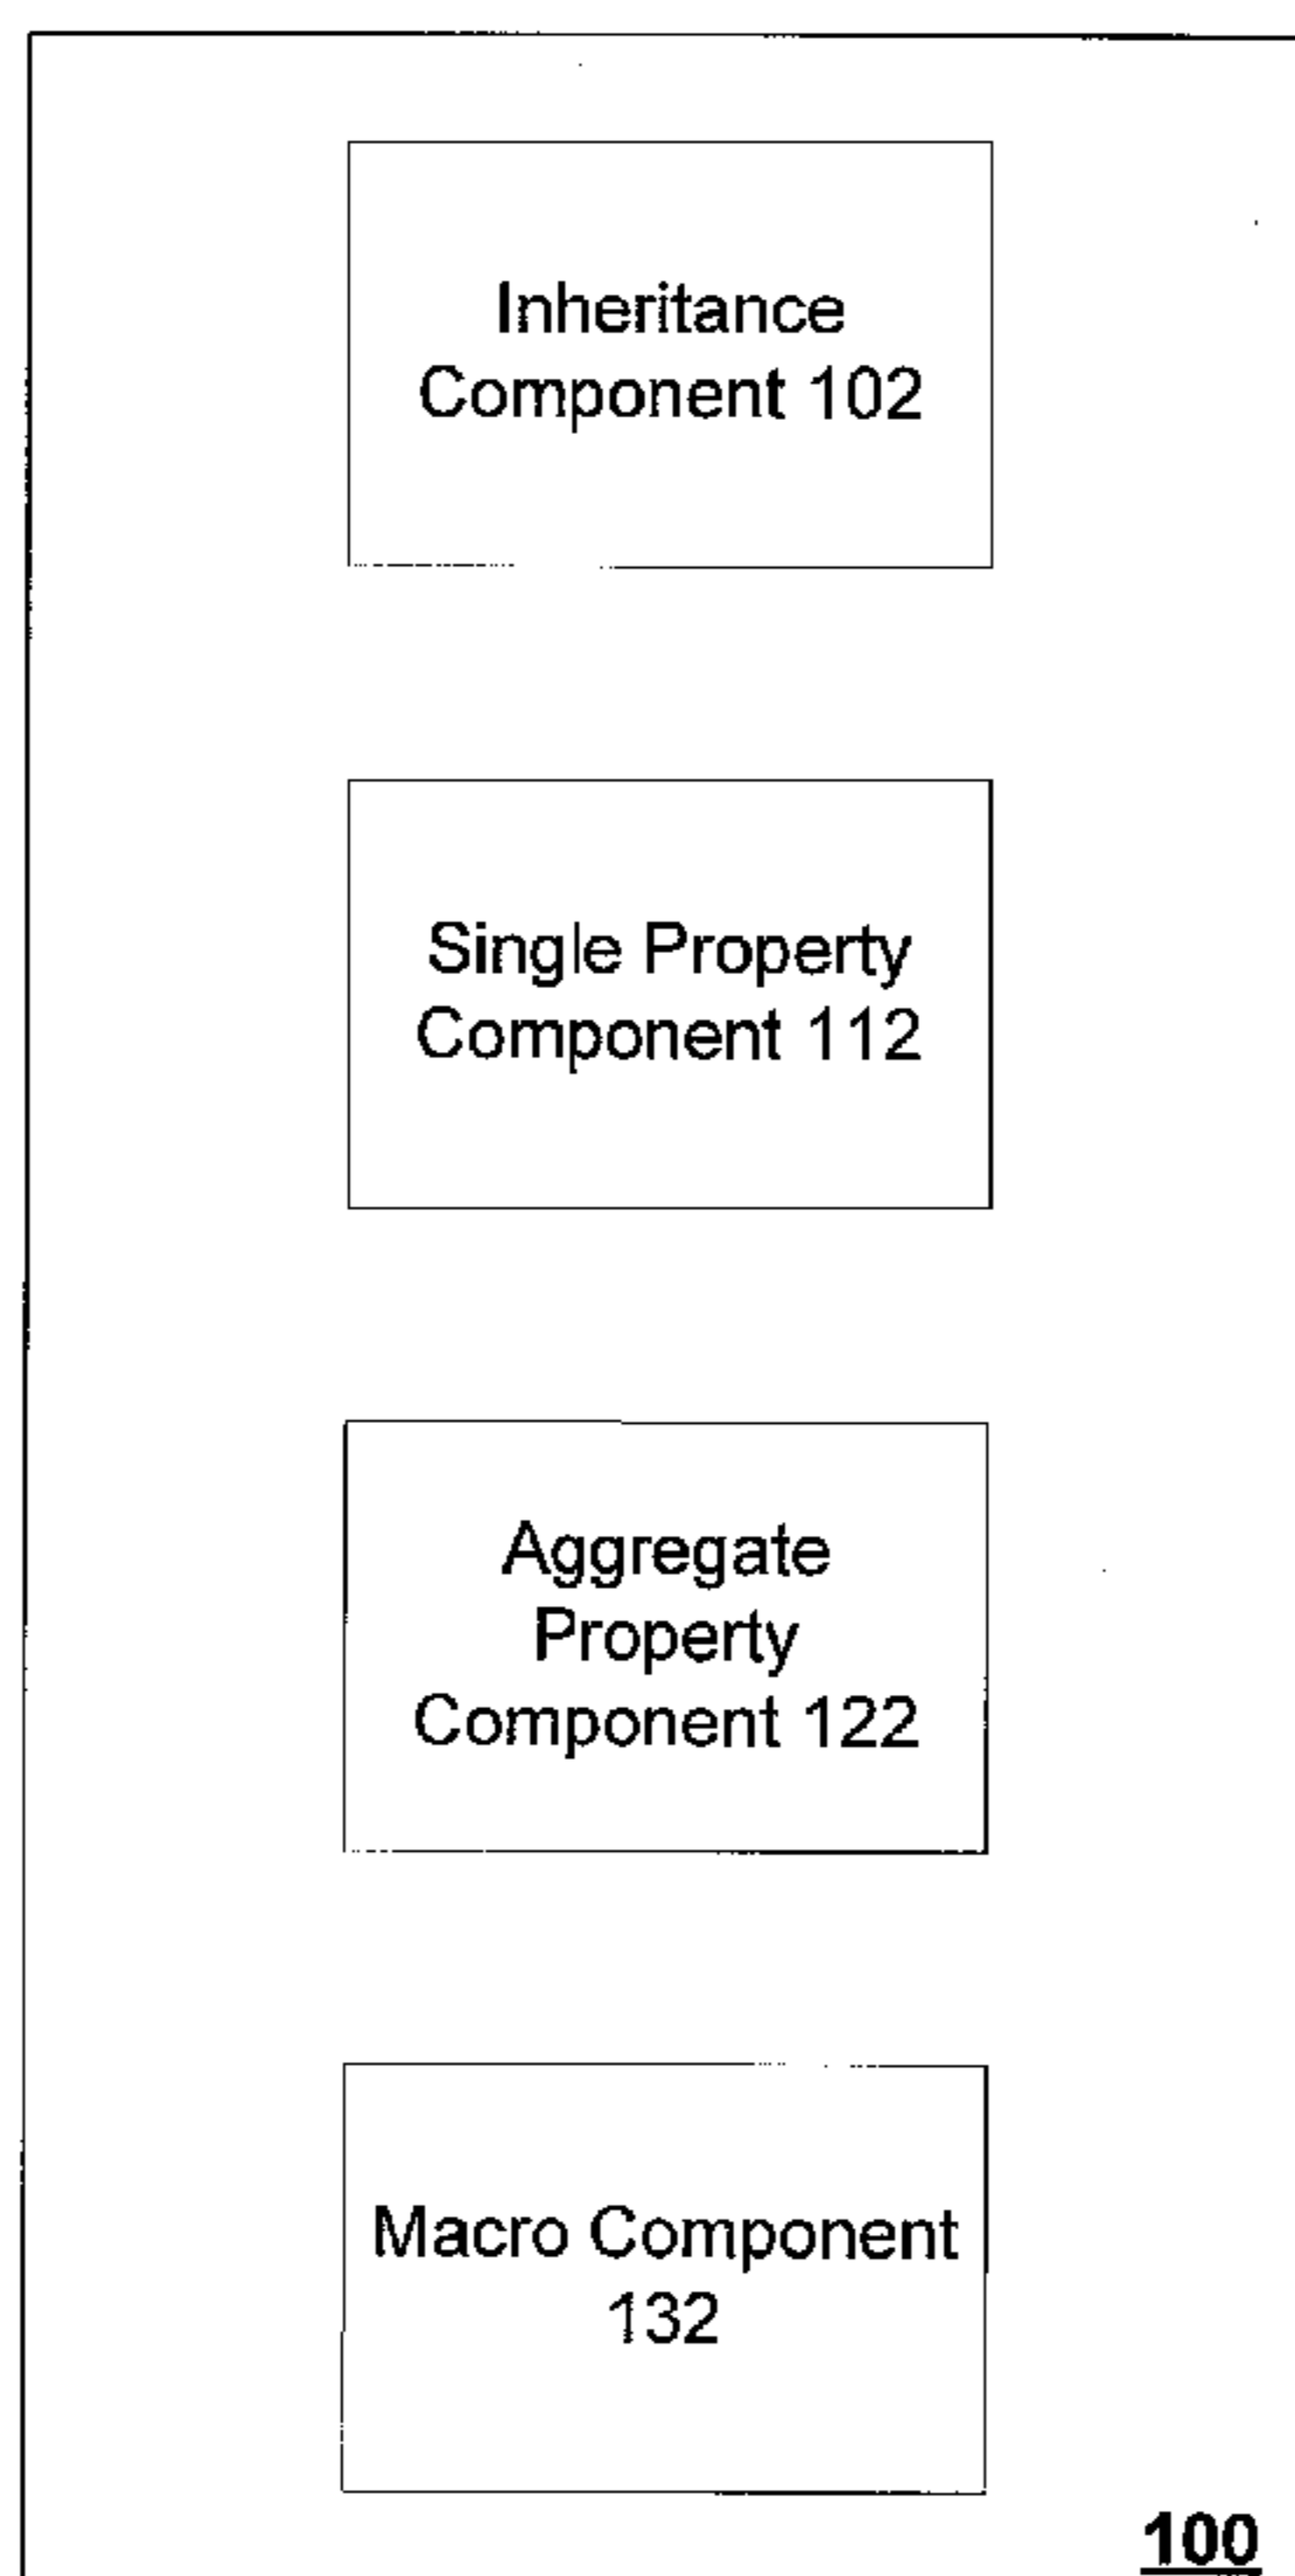 Inheritance
Component 102
Single Property
Component 112
Aggregate
Property
Component 122
Macro Component
132
100